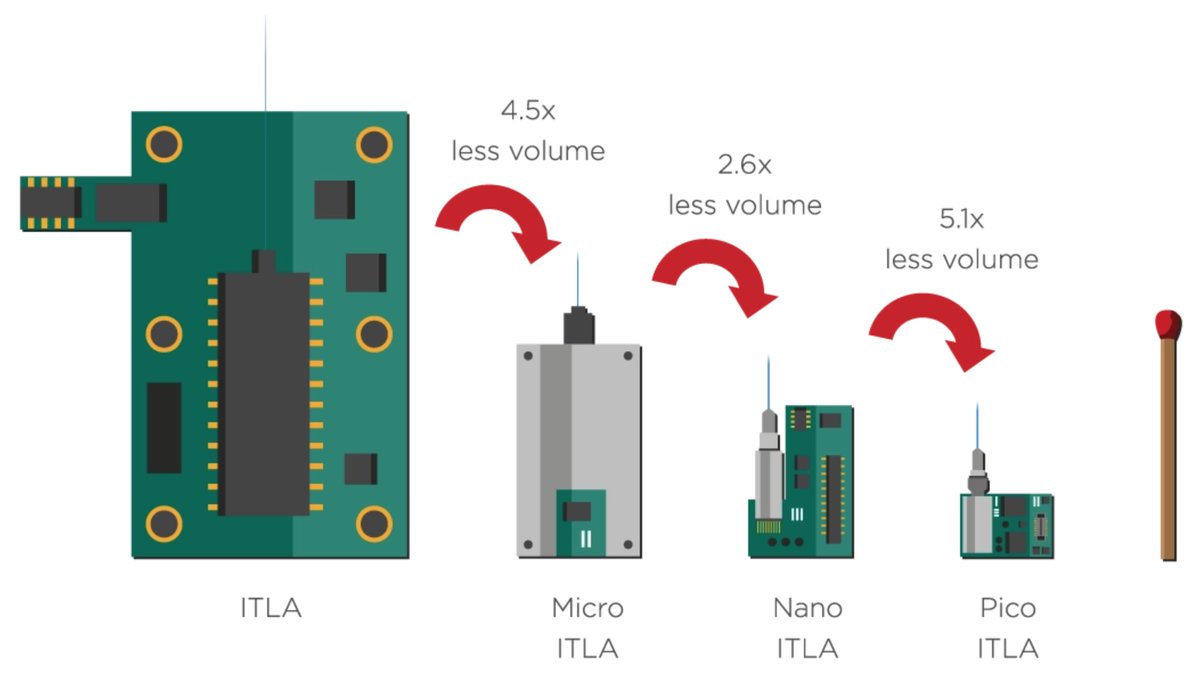 4.5x
less volume
2.6x
less volume
5.1x
less volume
ITLA
Micro
ITLA
Nano
ITLA
Pico
ITLA